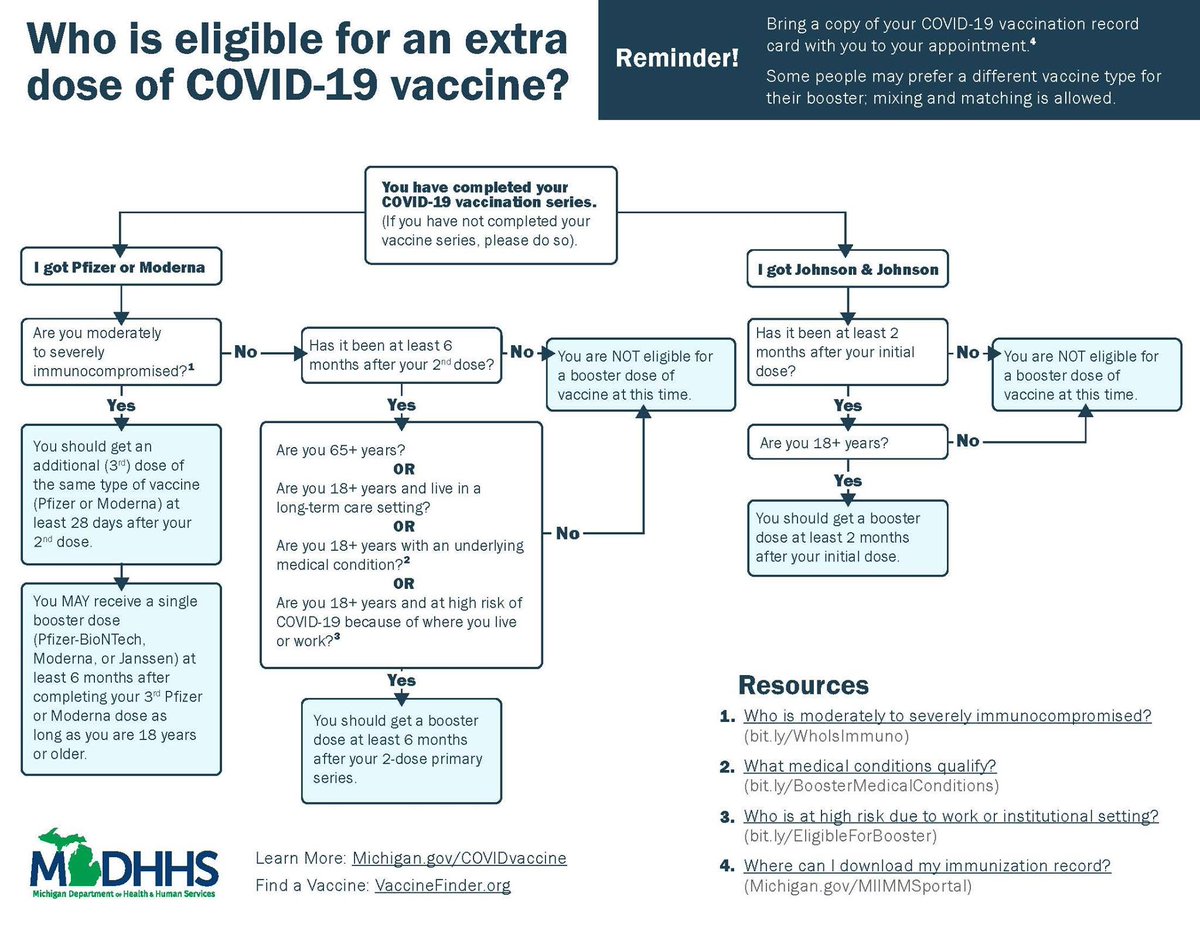 Who is eligible for an extra
dose of COVID-19 vaccine?
Reminder!
Bring a copy of your COVID-19 vaccination record
card with you to your appointment.⁴
Some people may prefer a different vaccine type for
their booster; mixing and matching is allowed.
You have completed your
COVID-19 vaccination series.
(If you have not completed your
vaccine series, please do so).
I got Pfizer or Moderna
Are you moderately
to severely
immunocompromised?¹
No
Yes
You should get an
additional (3rd) dose of
the same type of vaccine
(Pfizer or Moderna) at
least 28 days after your
2nd dose.
You MAY receive a single
booster dose
(Pfizer-BioNTech,
Moderna, or Janssen) at
least 6 months after
completing your 3rd Pfizer
or Moderna dose as
long as you are 18 years
or older.
Has it been at least 6
months after your 2nd dose?
No
You are NOT eligible for
a booster dose of
vaccine at this time.
Yes
Are you 65+ years?
OR
Are you 18+ years and live in a
long-term care setting?
OR
Are you 18+ years with an underlying
medical condition?²
OR
Are you 18+ years and at high risk of
COVID-19 because of where you live
or work?³
No
Yes
You should get a booster
dose at least 6 months
after your 2-dose primary
series.
I got Johnson & Johnson
Has it been at least 2
months after your initial
dose?
No
You are NOT eligible for
a booster dose of
vaccine at this time.
Yes
Are you 18+ years?
No
Yes
You should get a booster
dose at least 2 months
after your initial dose.
Resources
1. Who is moderately to severely immunocompromised?
(bit.ly/WhoIsImmuno)
2. What medical conditions qualify?
(bit.ly/BoosterMedicalConditions)
3. Who is at high risk due to work or institutional setting?
(bit.ly/EligibleForBooster)
4. Where can I download my immunization record?
(Michigan.gov/MIIMMSportal)
MDHHS
Michigan Department of Health & Human Services
Learn More: Michigan.gov/COVIDvaccine
Find a Vaccine: VaccineFinder.org